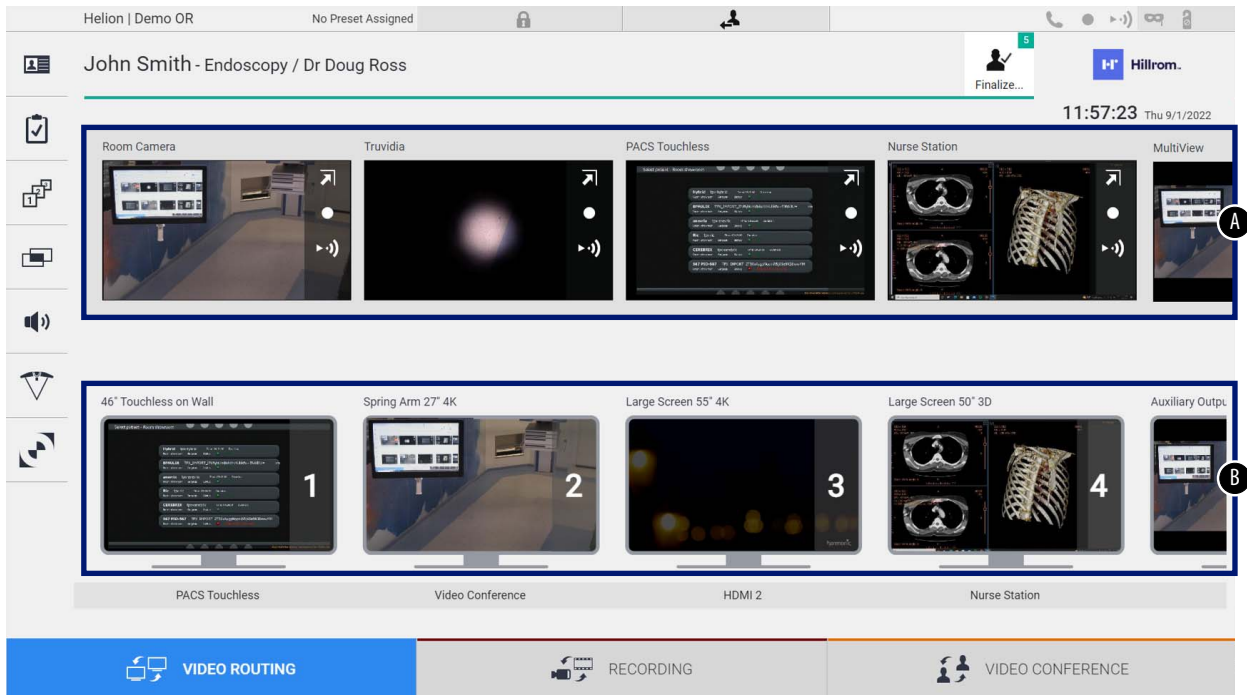 Helion | Demo OR No Preset Assigned
5
John Smith - Endoscopy / Dr Doug Ross
Finalize...
Hillrom™
11:57:23 Thu 9/1/2022
Room Camera Truvidia PACS Touchless Nurse Station MultiView
A
46" Touchless on Wall Spring Arm 27" 4K Large Screen 55" 4K Large Screen 50" 3D Auxiliary Outpu
1 2 3 4
B
PACS Touchless Video Conference HDMI 2 Nurse Station
VIDEO ROUTING RECORDING VIDEO CONFERENCE